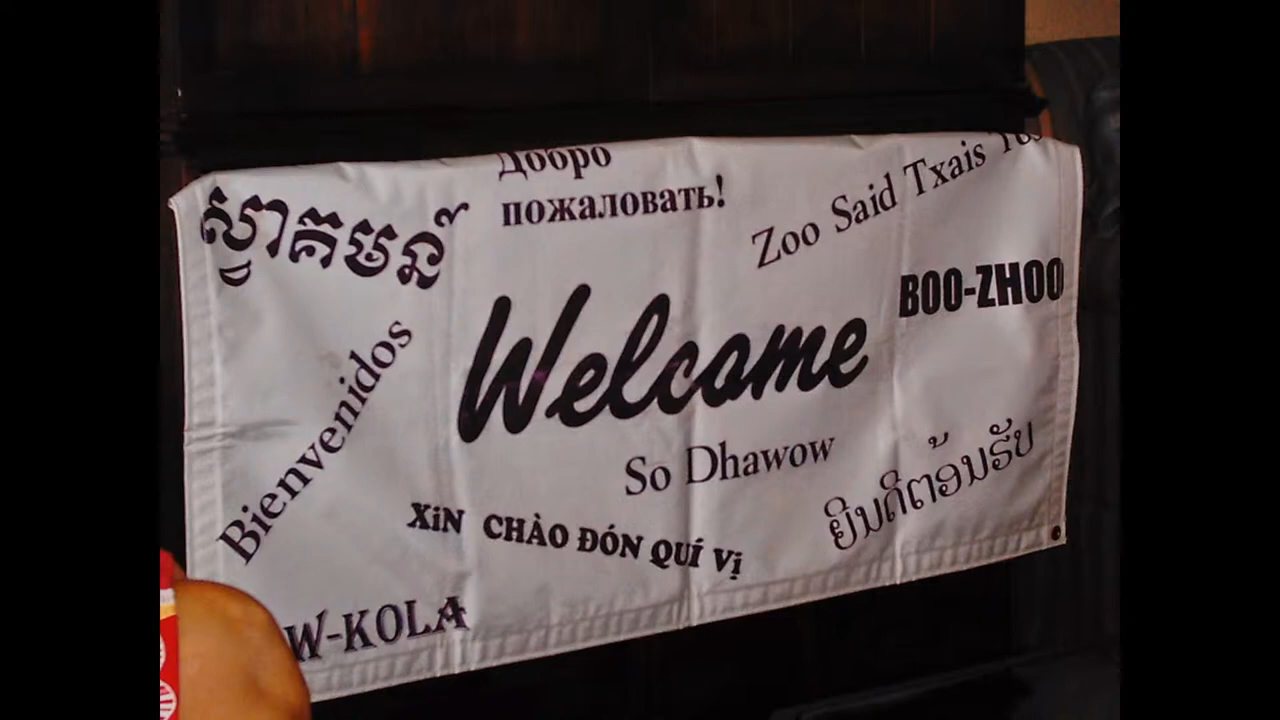 Добро
пожаловать!
Zoo Said Txais
ស្វាគមន៍
BOO-ZHOO
Welcome
Bienvenidos
So Dhawow
ຍິນດີຕ້ອນຮັບ
XiN CHÀO ĐÓN QUÍ Vị
W-KOLA